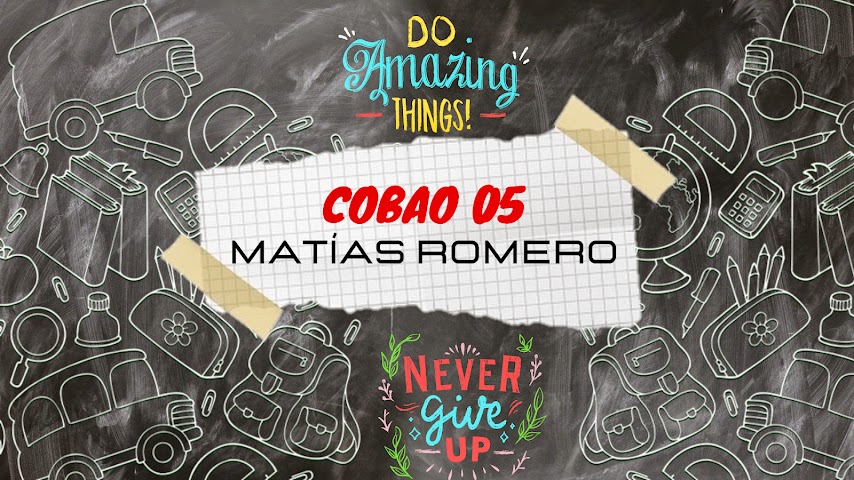 DO
Amazing
THINGS!
COBAO 05
MATÍAS ROMERO
NEVER
give
UP